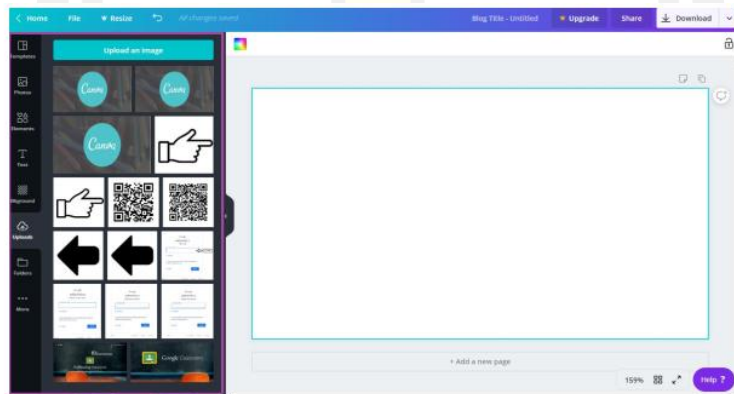 < Home File Resize All changes saved Blog Title - Untitled Upgrade Share Download
Templates
Photos
Elements
Text
Bkground
Uploads
Folders
More
Upload an image
Canva Canva
Canva
Google Classroom
+ Add a new page
159%
Help ?